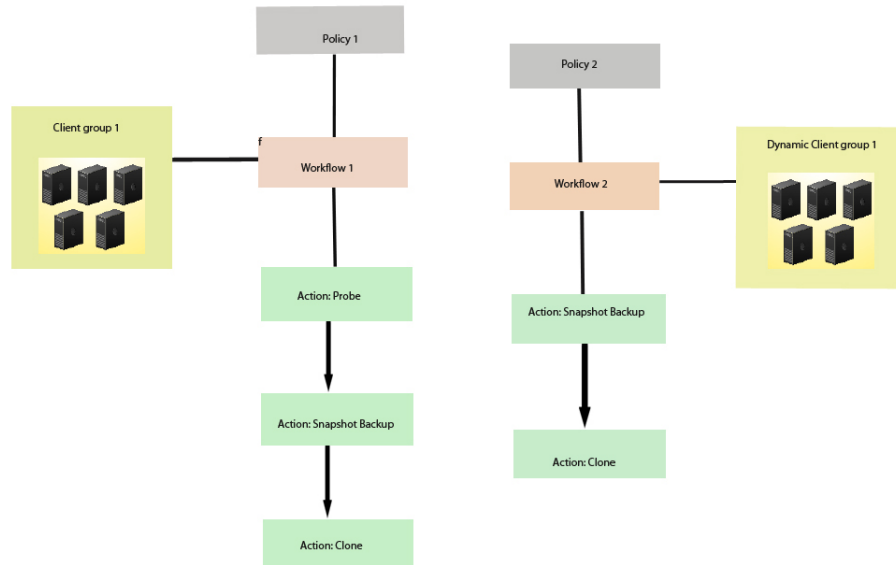 Policy 1
Client group 1
f
Workflow 1
Action: Probe
Action: Snapshot Backup
Action: Clone
Policy 2
Dynamic Client group 1
Workflow 2
Action: Snapshot Backup
Action: Clone